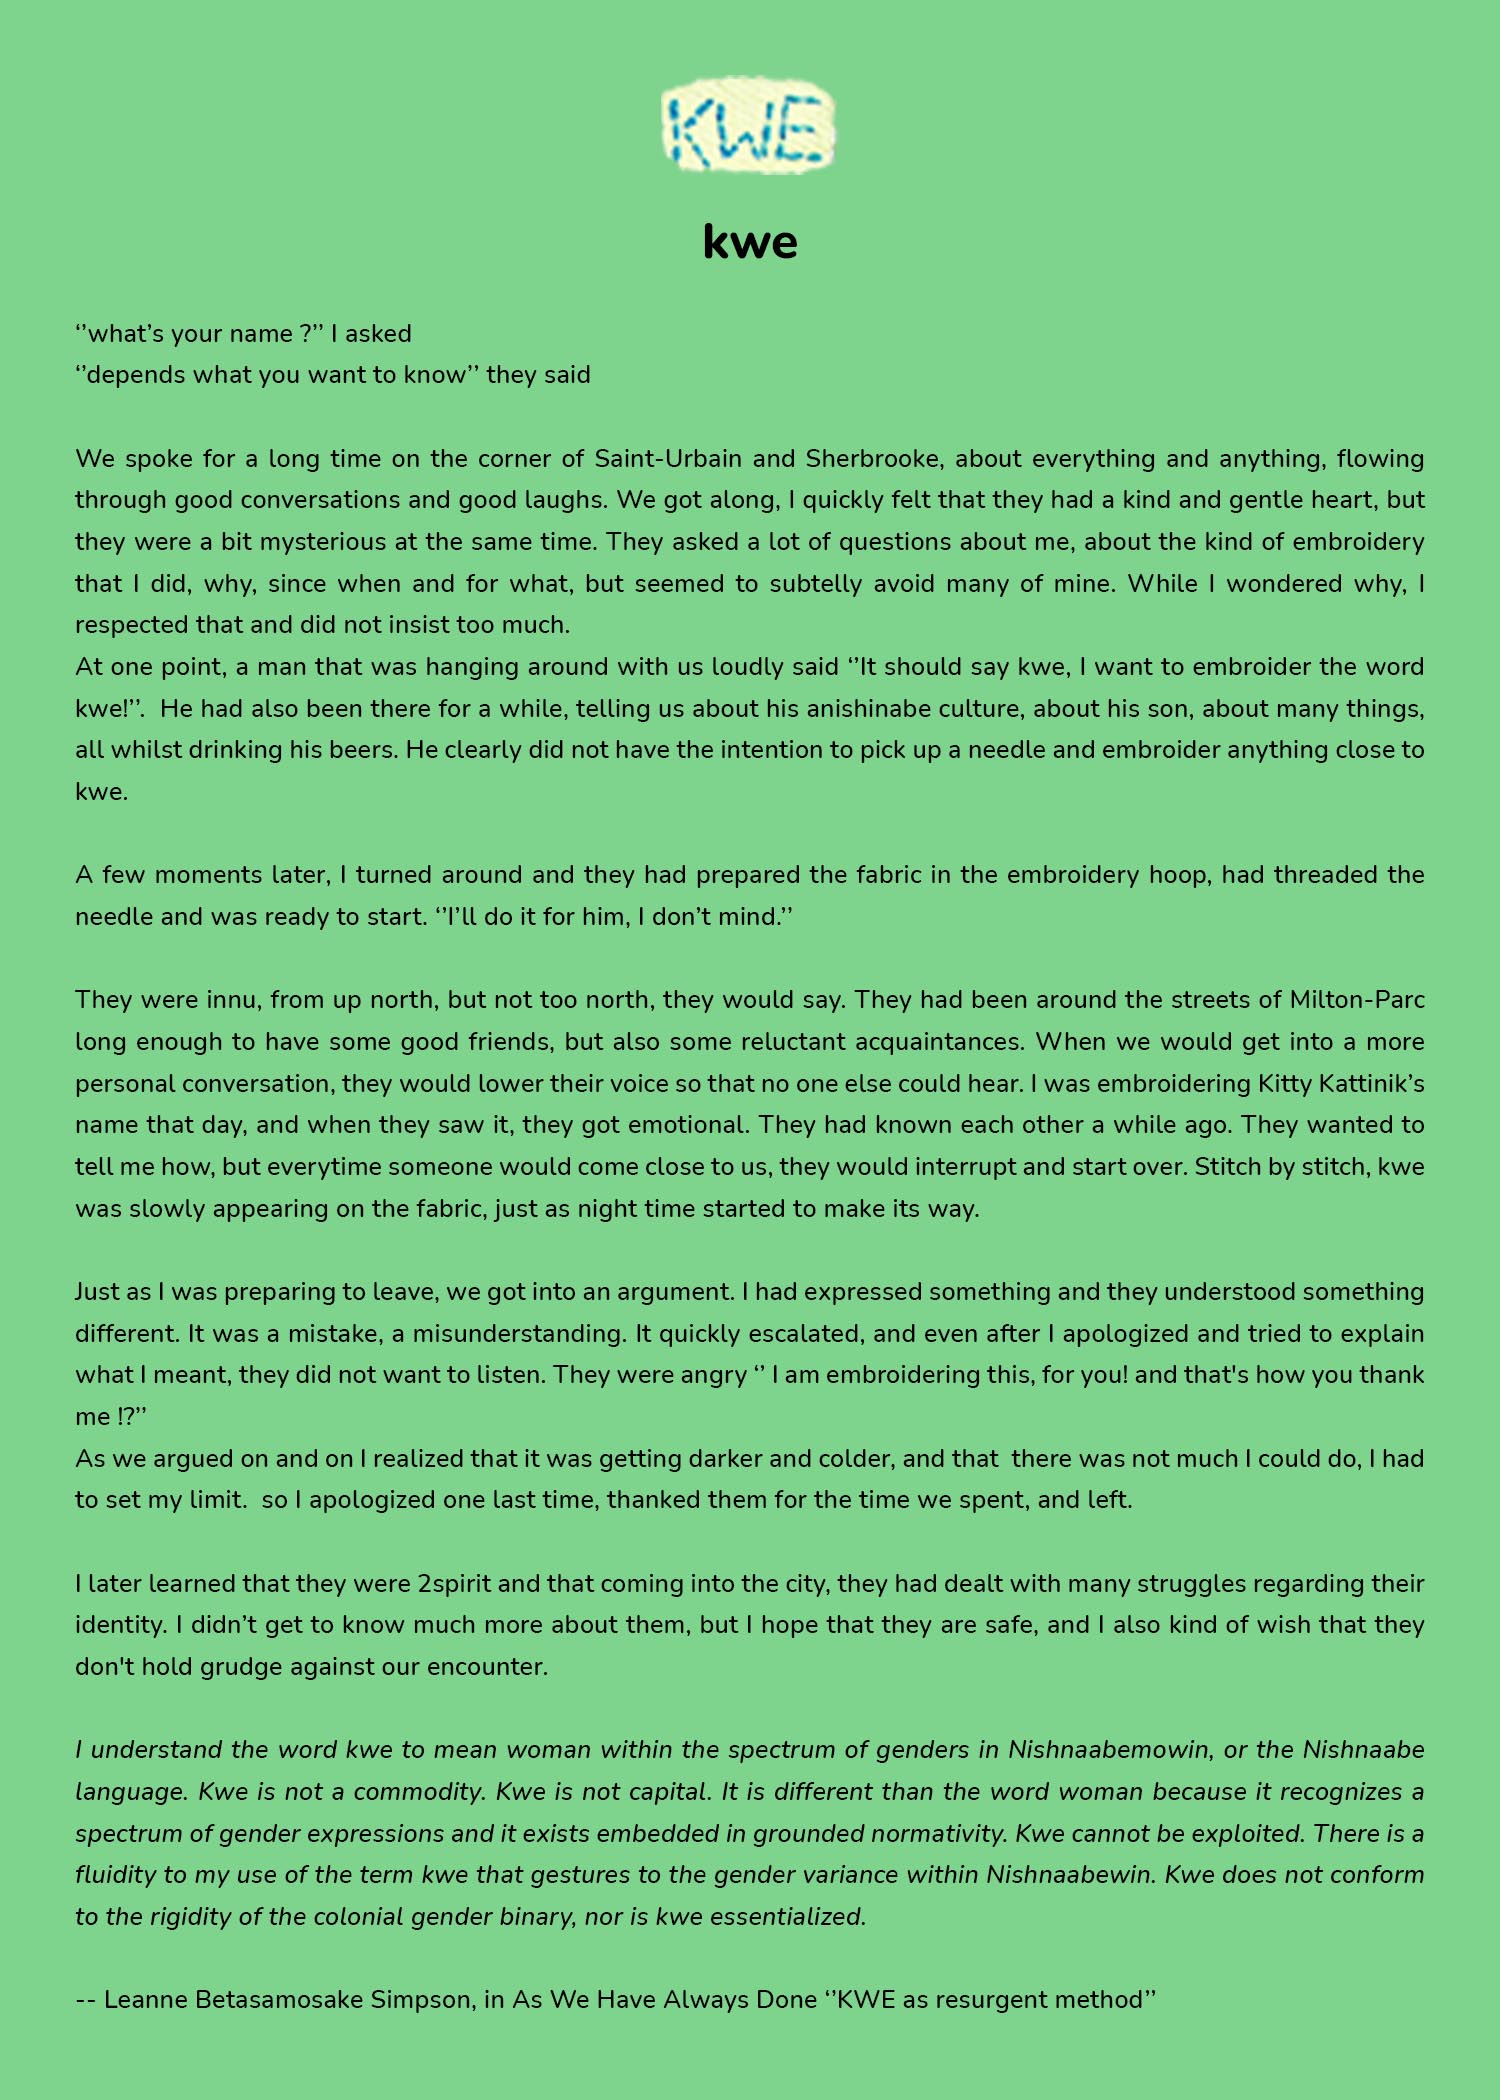 KWE
kwe
‘’what’s your name ?’’ I asked
‘’depends what you want to know’’ they said
We spoke for a long time on the corner of Saint-Urbain and Sherbrooke, about everything and anything, flowing
through good conversations and good laughs. We got along, I quickly felt that they had a kind and gentle heart, but
they were a bit mysterious at the same time. They asked a lot of questions about me, about the kind of embroidery
that I did, why, since when and for what, but seemed to subtelly avoid many of mine. While I wondered why, I
respected that and did not insist too much.
At one point, a man that was hanging around with us loudly said ‘’It should say kwe, I want to embroider the word
kwe!’’.  He had also been there for a while, telling us about his anishinabe culture, about his son, about many things,
all whilst drinking his beers. He clearly did not have the intention to pick up a needle and embroider anything close to
kwe.
A few moments later, I turned around and they had prepared the fabric in the embroidery hoop, had threaded the
needle and was ready to start. ‘’I’ll do it for him, I don’t mind.’’
They were innu, from up north, but not too north, they would say. They had been around the streets of Milton-Parc
long enough to have some good friends, but also some reluctant acquaintances. When we would get into a more
personal conversation, they would lower their voice so that no one else could hear. I was embroidering Kitty Kattinik’s
name that day, and when they saw it, they got emotional. They had known each other a while ago. They wanted to
tell me how, but everytime someone would come close to us, they would interrupt and start over. Stitch by stitch, kwe
was slowly appearing on the fabric, just as night time started to make its way.
Just as I was preparing to leave, we got into an argument. I had expressed something and they understood something
different. It was a mistake, a misunderstanding. It quickly escalated, and even after I apologized and tried to explain
what I meant, they did not want to listen. They were angry ‘’ I am embroidering this, for you! and that's how you thank
me !?’’
As we argued on and on I realized that it was getting darker and colder, and that  there was not much I could do, I had
to set my limit.  so I apologized one last time, thanked them for the time we spent, and left.
I later learned that they were 2spirit and that coming into the city, they had dealt with many struggles regarding their
identity. I didn’t get to know much more about them, but I hope that they are safe, and I also kind of wish that they
don't hold grudge against our encounter.
I understand the word kwe to mean woman within the spectrum of genders in Nishnaabemowin, or the Nishnaabe
language. Kwe is not a commodity. Kwe is not capital. It is different than the word woman because it recognizes a
spectrum of gender expressions and it exists embedded in grounded normativity. Kwe cannot be exploited. There is a
fluidity to my use of the term kwe that gestures to the gender variance within Nishnaabewin. Kwe does not conform
to the rigidity of the colonial gender binary, nor is kwe essentialized.
-- Leanne Betasamosake Simpson, in As We Have Always Done ‘’KWE as resurgent method’’